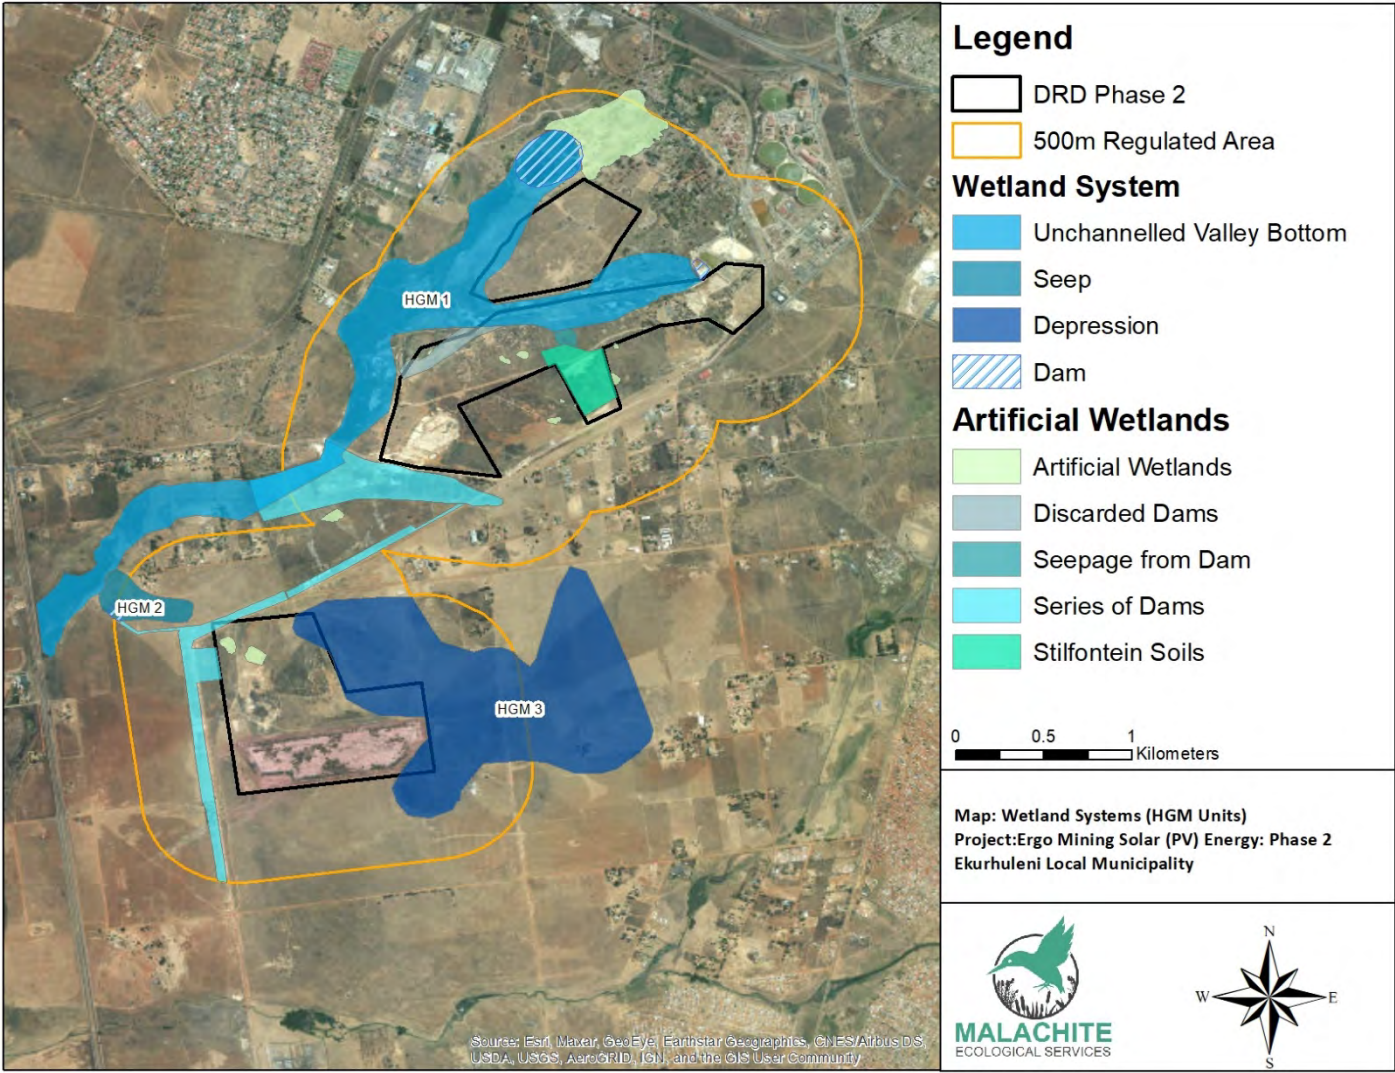 HGM 1
HGM 2
HGM 3
Source: Esri, Maxar, GeoEye, Earthstar Geographics, CNES/Airbus DS,
USDA, USGS, AeroGRID, IGN, and the GIS User Community
Legend
DRD Phase 2
500m Regulated Area
Wetland System
Unchannelled Valley Bottom
Seep
Depression
Dam
Artificial Wetlands
Artificial Wetlands
Discarded Dams
Seepage from Dam
Series of Dams
Stilfontein Soils
0 0.5 1
Kilometers
Map: Wetland Systems (HGM Units)
Project:Ergo Mining Solar (PV) Energy: Phase 2
Ekurhuleni Local Municipality
MALACHITE
ECOLOGICAL SERVICES
N
W E
S